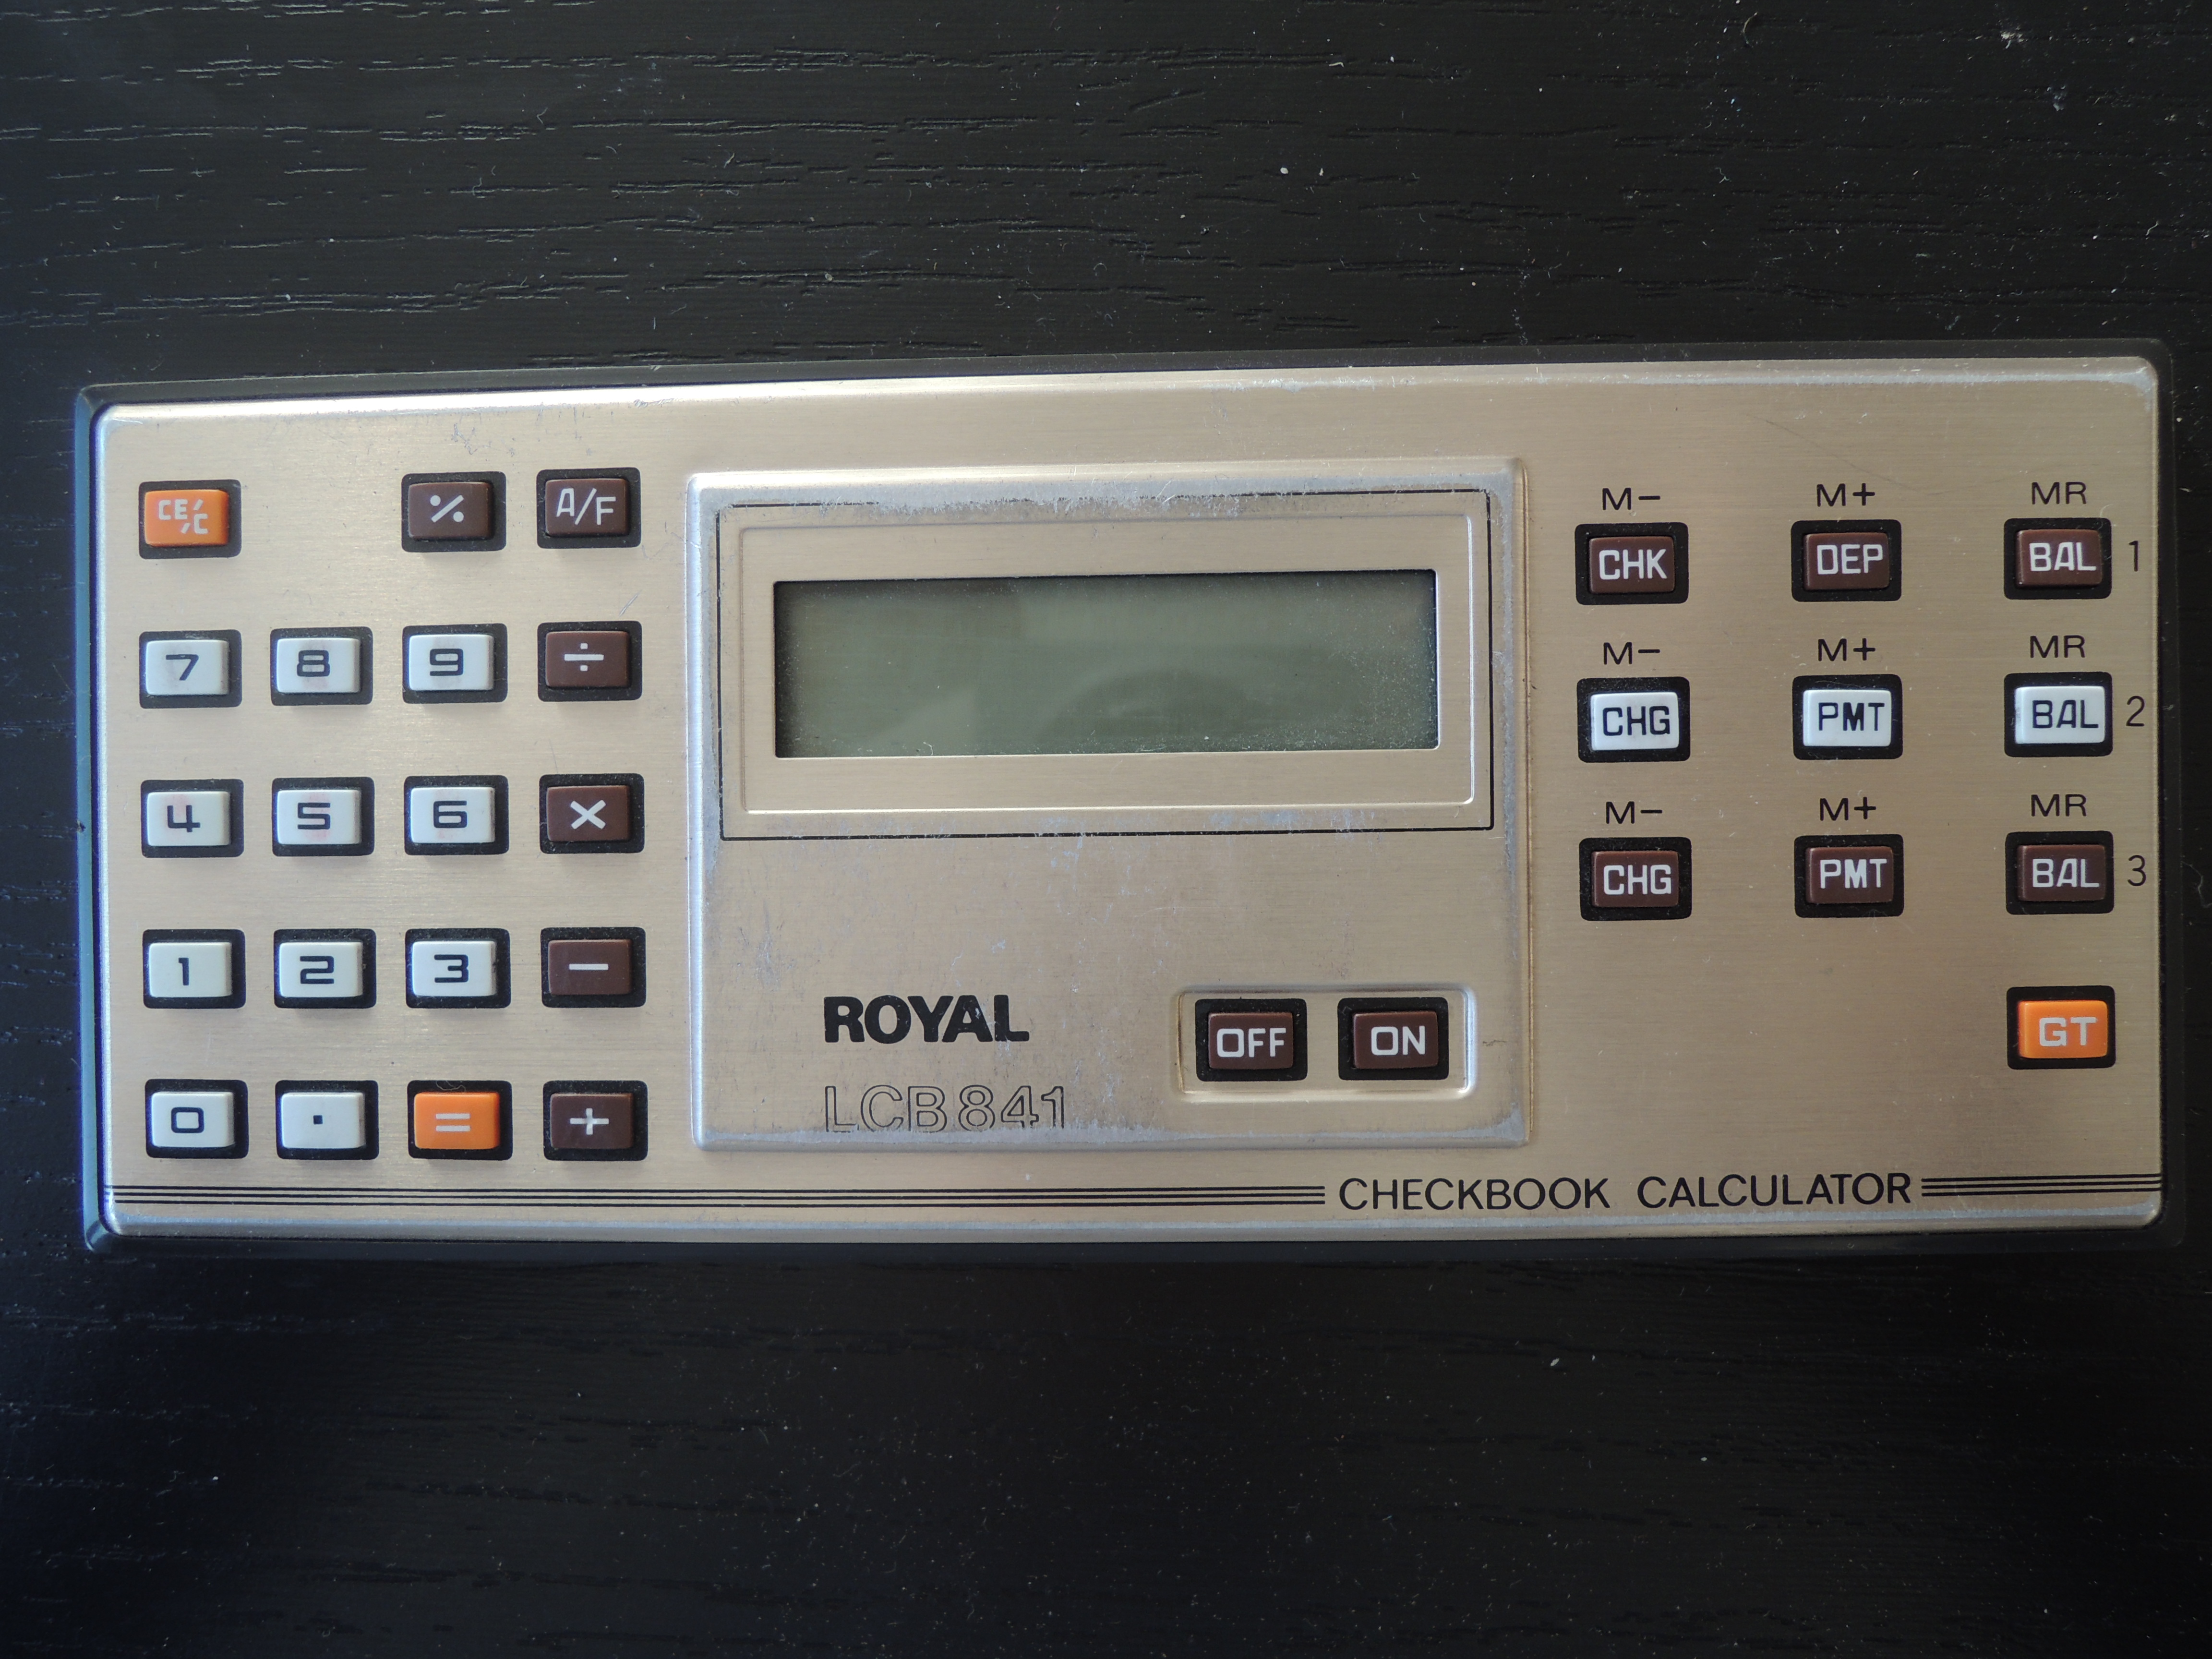 CE/C % A/F
7 8 9 ÷
4 5 6 ×
1 2 3 −
0 . = +
ROYAL
LCB 841
OFF ON
M− M+ MR
CHK DEP BAL 1
M− M+ MR
CHG PMT BAL 2
M− M+ MR
CHG PMT BAL 3
GT
CHECKBOOK CALCULATOR